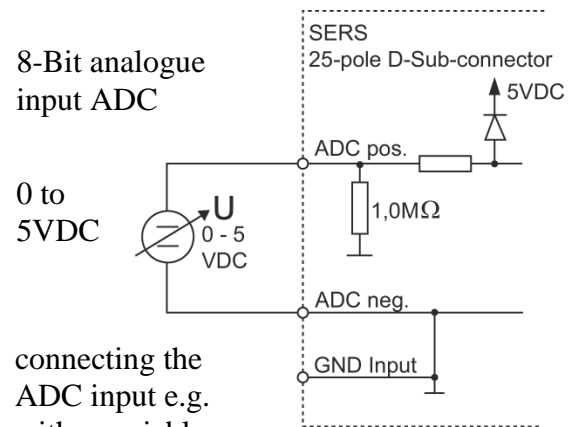 SERS
25-pole D-Sub-connector
8-Bit analogue
input ADC
5VDC
ADC pos.
0 to
5VDC
U
0 - 5
VDC
1,0MΩ
ADC neg.
connecting the
GND Input
ADC input e.g.